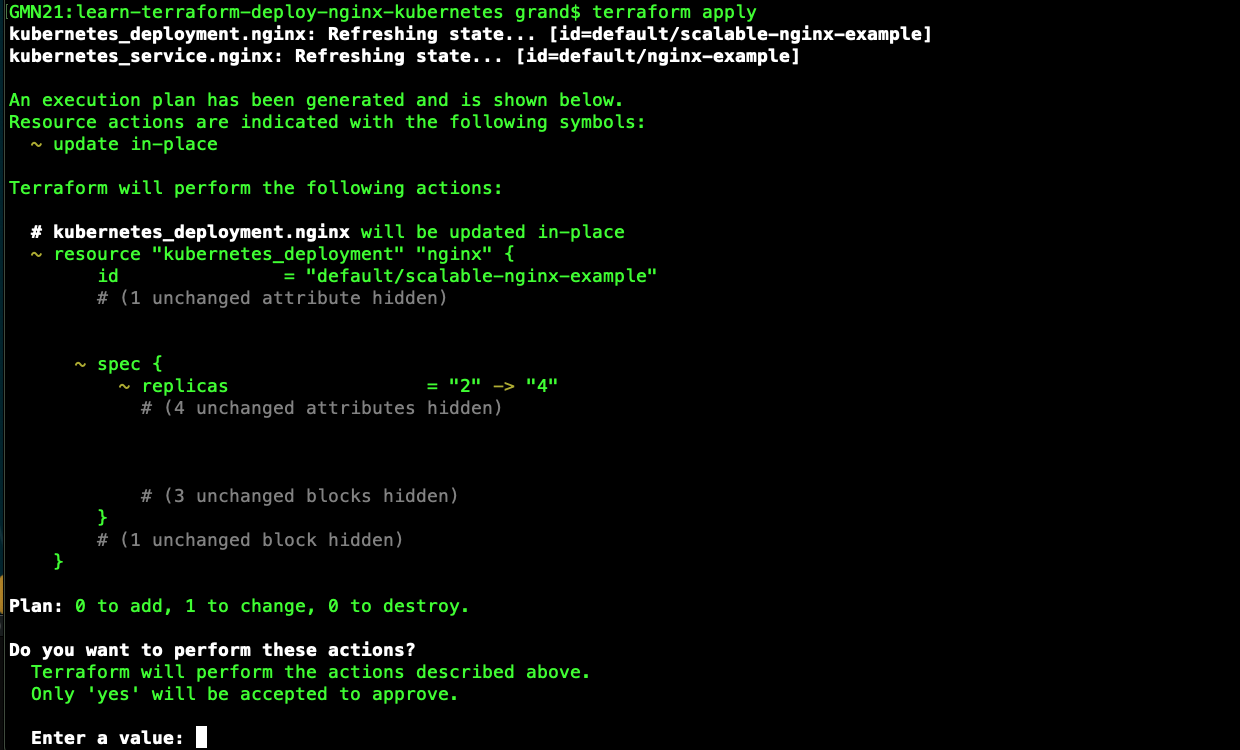 GMN21:learn-terraform-deploy-nginx-kubernetes grand$ terraform apply
kubernetes_deployment.nginx: Refreshing state... [id=default/scalable-nginx-example]
kubernetes_service.nginx: Refreshing state... [id=default/nginx-example]

An execution plan has been generated and is shown below.
Resource actions are indicated with the following symbols:
  ~ update in-place

Terraform will perform the following actions:

  # kubernetes_deployment.nginx will be updated in-place
  ~ resource "kubernetes_deployment" "nginx" {
        id               = "default/scalable-nginx-example"
        # (1 unchanged attribute hidden)


      ~ spec {
          ~ replicas                  = "2" -> "4"
            # (4 unchanged attributes hidden)



            # (3 unchanged blocks hidden)
        }
        # (1 unchanged block hidden)
    }

Plan: 0 to add, 1 to change, 0 to destroy.

Do you want to perform these actions?
  Terraform will perform the actions described above.
  Only 'yes' will be accepted to approve.

  Enter a value: